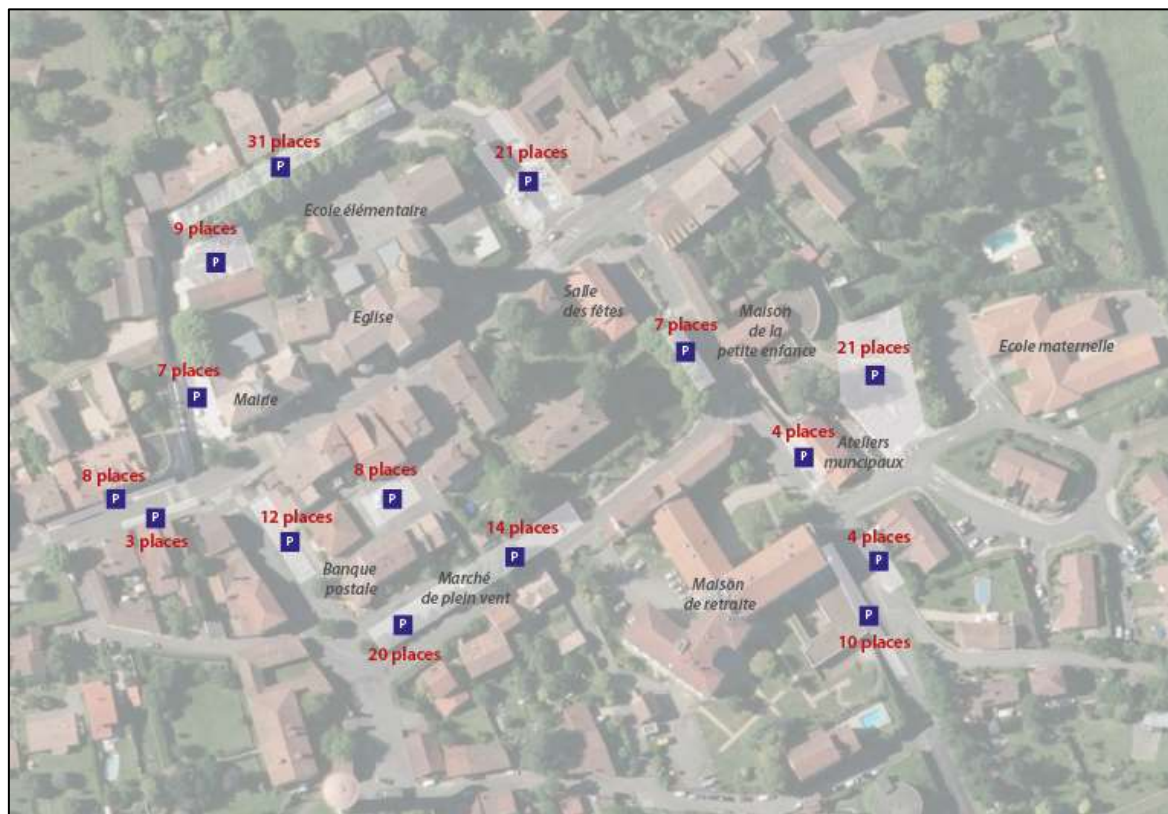 31 places
P
21 places
P
Ecole élémentaire
9 places
P
Salle
des fêtes
Eglise
Maison
de la
petite enfance
7 places
P
21 places
P
Ecole maternelle
7 places
P
Mairie
4 places
P
Ateliers
muncipaux
8 places
P
3 places
P
8 places
P
12 places
P
14 places
P
4 places
P
Banque
postale
Marché
de plein vent
Maison
de retraite
P
20 places
P
10 places